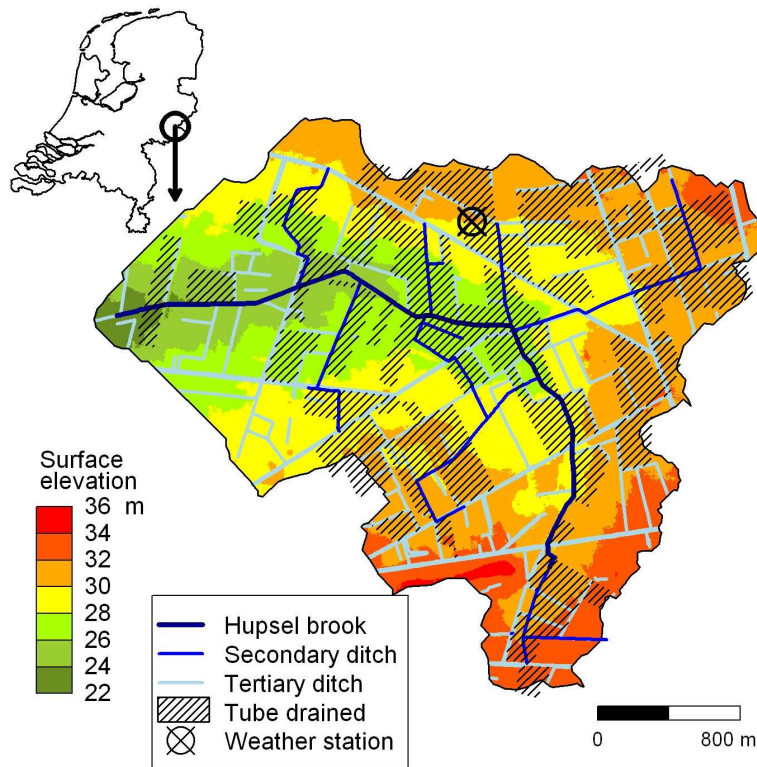 Surface
elevation
36 m
34
32
30
28
26
24
22
Hupsel brook
Secondary ditch
Tertiary ditch
Tube drained
Weather station
0 800 m